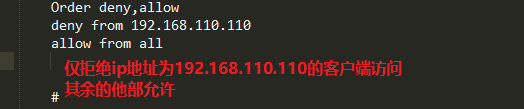 Order deny,allow
deny from 192.168.110.110
allow from all
仅拒绝ip地址为192.168.110.110的客户端访问
其余的他部允许
#